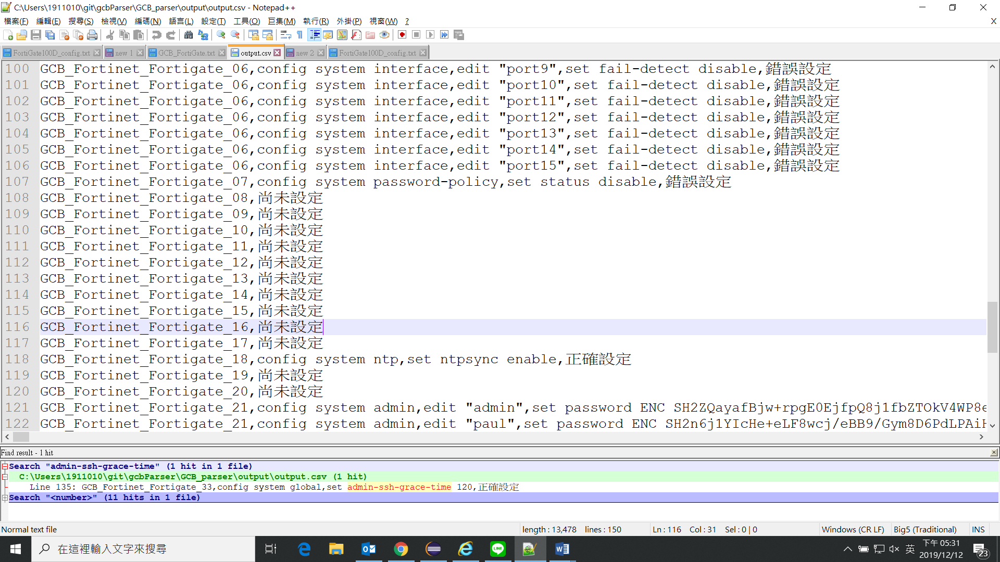 C:\Users\1911010\git\gcbParser\GCB_parser\output\output.csv - Notepad++
檔案(F) 編輯(E) 搜尋(S) 檢視(V) 編碼(N) 語言(L) 設定(T) 工具(O) 巨集(M) 執行(R) 外掛(P) 視窗(W) ? X
FortiGate100D_config.txt new 1 GCB_FortiGate.txt output.csv new 2 FortiGate100D_config.txt
100 GCB_Fortinet_Fortigate_06,config system interface,edit "port9",set fail-detect disable,錯誤設定
101 GCB_Fortinet_Fortigate_06,config system interface,edit "port10",set fail-detect disable,錯誤設定
102 GCB_Fortinet_Fortigate_06,config system interface,edit "port11",set fail-detect disable,錯誤設定
103 GCB_Fortinet_Fortigate_06,config system interface,edit "port12",set fail-detect disable,錯誤設定
104 GCB_Fortinet_Fortigate_06,config system interface,edit "port13",set fail-detect disable,錯誤設定
105 GCB_Fortinet_Fortigate_06,config system interface,edit "port14",set fail-detect disable,錯誤設定
106 GCB_Fortinet_Fortigate_06,config system interface,edit "port15",set fail-detect disable,錯誤設定
107 GCB_Fortinet_Fortigate_07,config system password-policy,set status disable,錯誤設定
108 GCB_Fortinet_Fortigate_08,尚未設定
109 GCB_Fortinet_Fortigate_09,尚未設定
110 GCB_Fortinet_Fortigate_10,尚未設定
111 GCB_Fortinet_Fortigate_11,尚未設定
112 GCB_Fortinet_Fortigate_12,尚未設定
113 GCB_Fortinet_Fortigate_13,尚未設定
114 GCB_Fortinet_Fortigate_14,尚未設定
115 GCB_Fortinet_Fortigate_15,尚未設定
116 GCB_Fortinet_Fortigate_16,尚未設定
117 GCB_Fortinet_Fortigate_17,尚未設定
118 GCB_Fortinet_Fortigate_18,config system ntp,set ntpsync enable,正確設定
119 GCB_Fortinet_Fortigate_19,尚未設定
120 GCB_Fortinet_Fortigate_20,尚未設定
121 GCB_Fortinet_Fortigate_21,config system admin,edit "admin",set password ENC SH2ZQayafBjw+rpgE0EjfpQ8j1fbZTOkV4WP8e
122 GCB_Fortinet_Fortigate_21,config system admin,edit "paul",set password ENC SH2n6j1YIcHe+eLF8wcj/eBB9/Gym8D6PdLPAiH
Find result - 1 hit
Search "admin-ssh-grace-time" (1 hit in 1 file)
C:\Users\1911010\git\gcbParser\GCB_parser\output\output.csv (1 hit)
Line 135: GCB_Fortinet_Fortigate_33,config system global,set admin-ssh-grace-time 120,正確設定
Search "<number>" (11 hits in 1 file)
Normal text file length : 13,478 lines : 150 Ln : 116 Col : 31 Sel : 0 | 0 Windows (CR LF) Big5 (Traditional) INS
在這裡輸入文字來搜尋
LINE
英
下午 05:31
2019/12/12
23